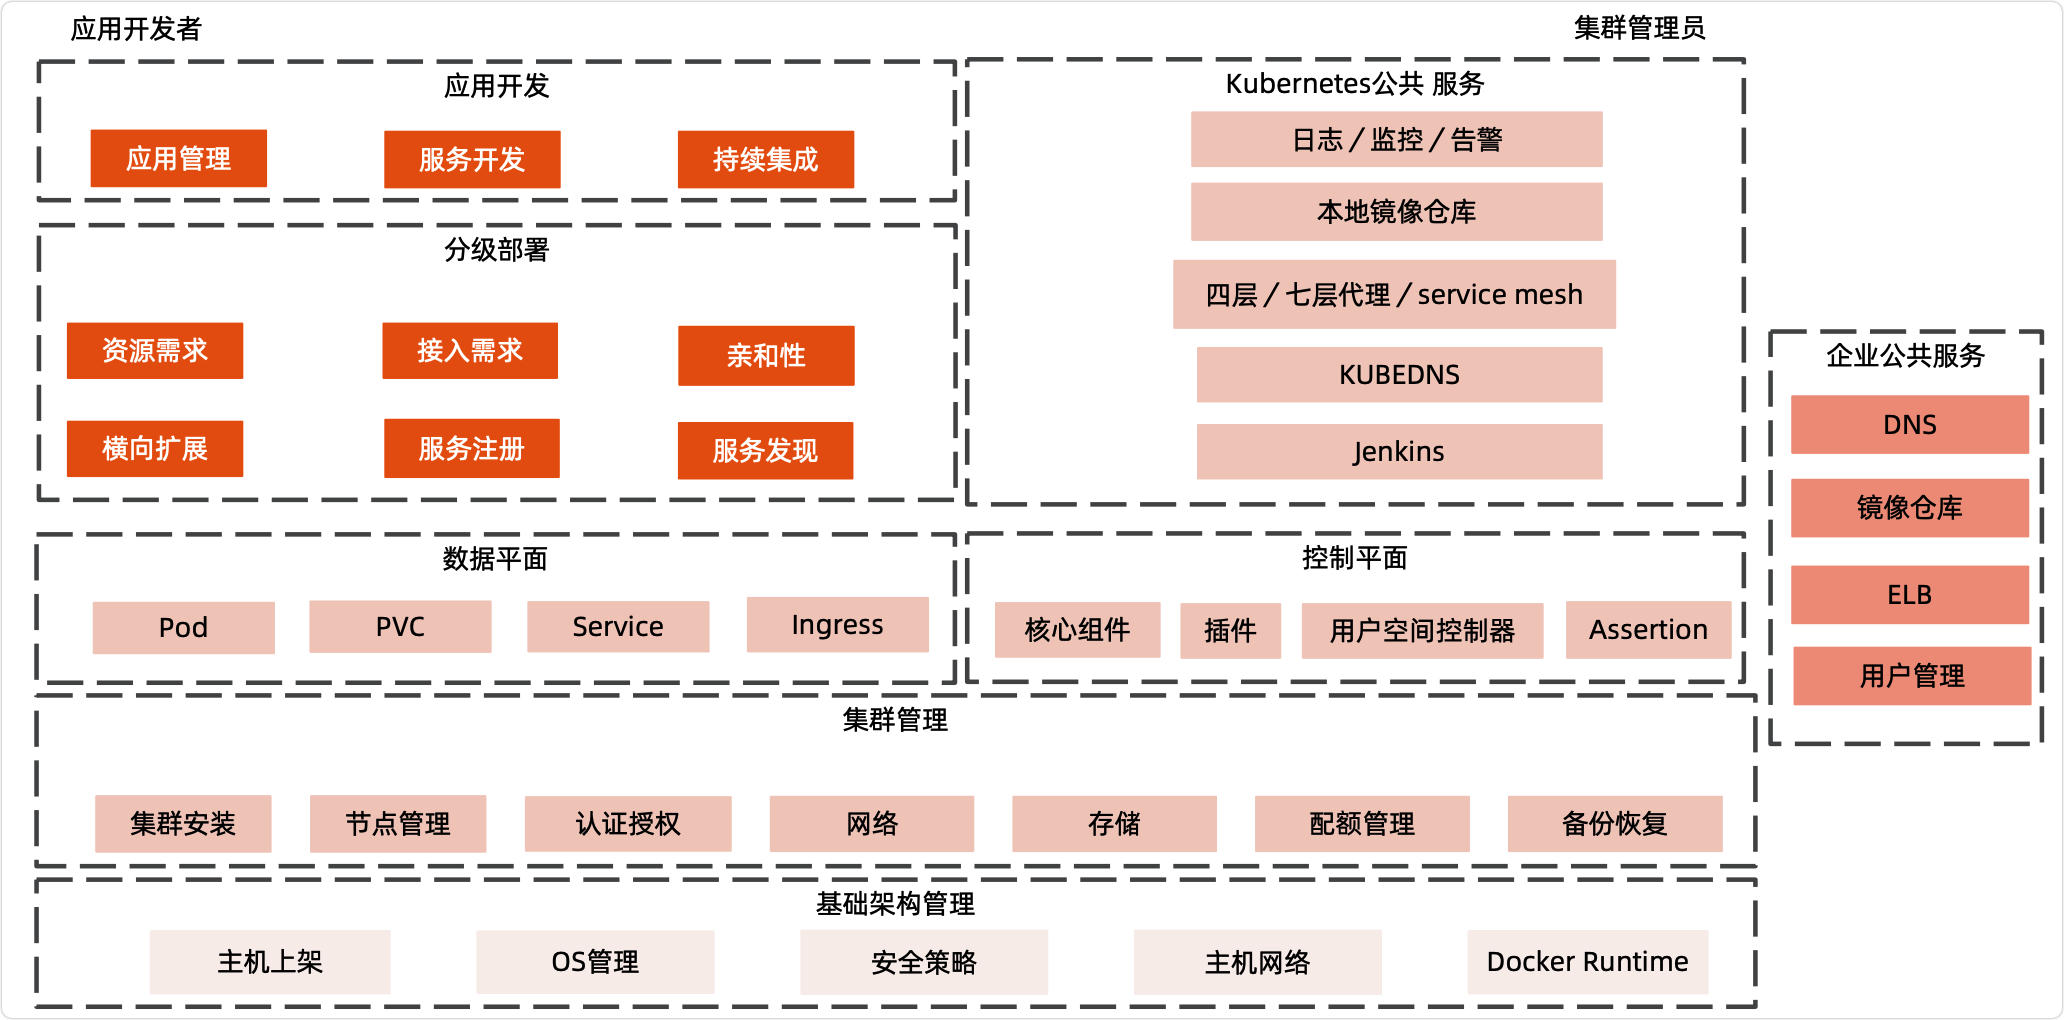 应用开发者
集群管理员
应用开发
应用管理
服务开发
持续集成
分级部署
资源需求
接入需求
亲和性
横向扩展
服务注册
服务发现
Kubernetes公共 服务
日志／监控／告警
本地镜像仓库
四层／七层代理／service mesh
KUBEDNS
Jenkins
企业公共服务
DNS
镜像仓库
ELB
用户管理
数据平面
Pod
PVC
Service
Ingress
控制平面
核心组件
插件
用户空间控制器
Assertion
集群管理
集群安装
节点管理
认证授权
网络
存储
配额管理
备份恢复
基础架构管理
主机上架
OS管理
安全策略
主机网络
Docker Runtime